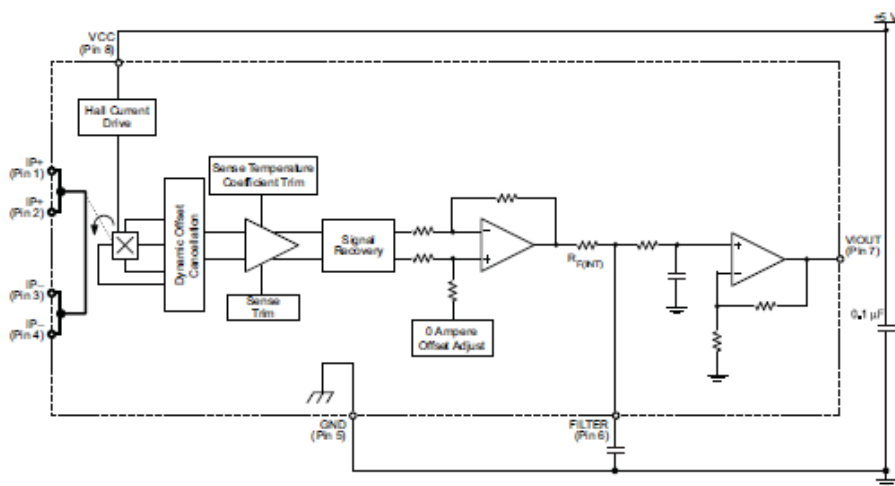 +5 V
VCC
(Pin 8)
Hall Current
Drive
IP+
(Pin 1)
IP+
(Pin 2)
IP–
(Pin 3)
IP–
(Pin 4)
Dynamic Offset
Cancellation
Sense Temperature
Coefficient Trim
Sense
Trim
Signal
Recovery
0 Ampere
Offset Adjust
–
+
RF(INT)
+
–
VIOUT
(Pin 7)
0.1 µF
GND
(Pin 5)
FILTER
(Pin 6)